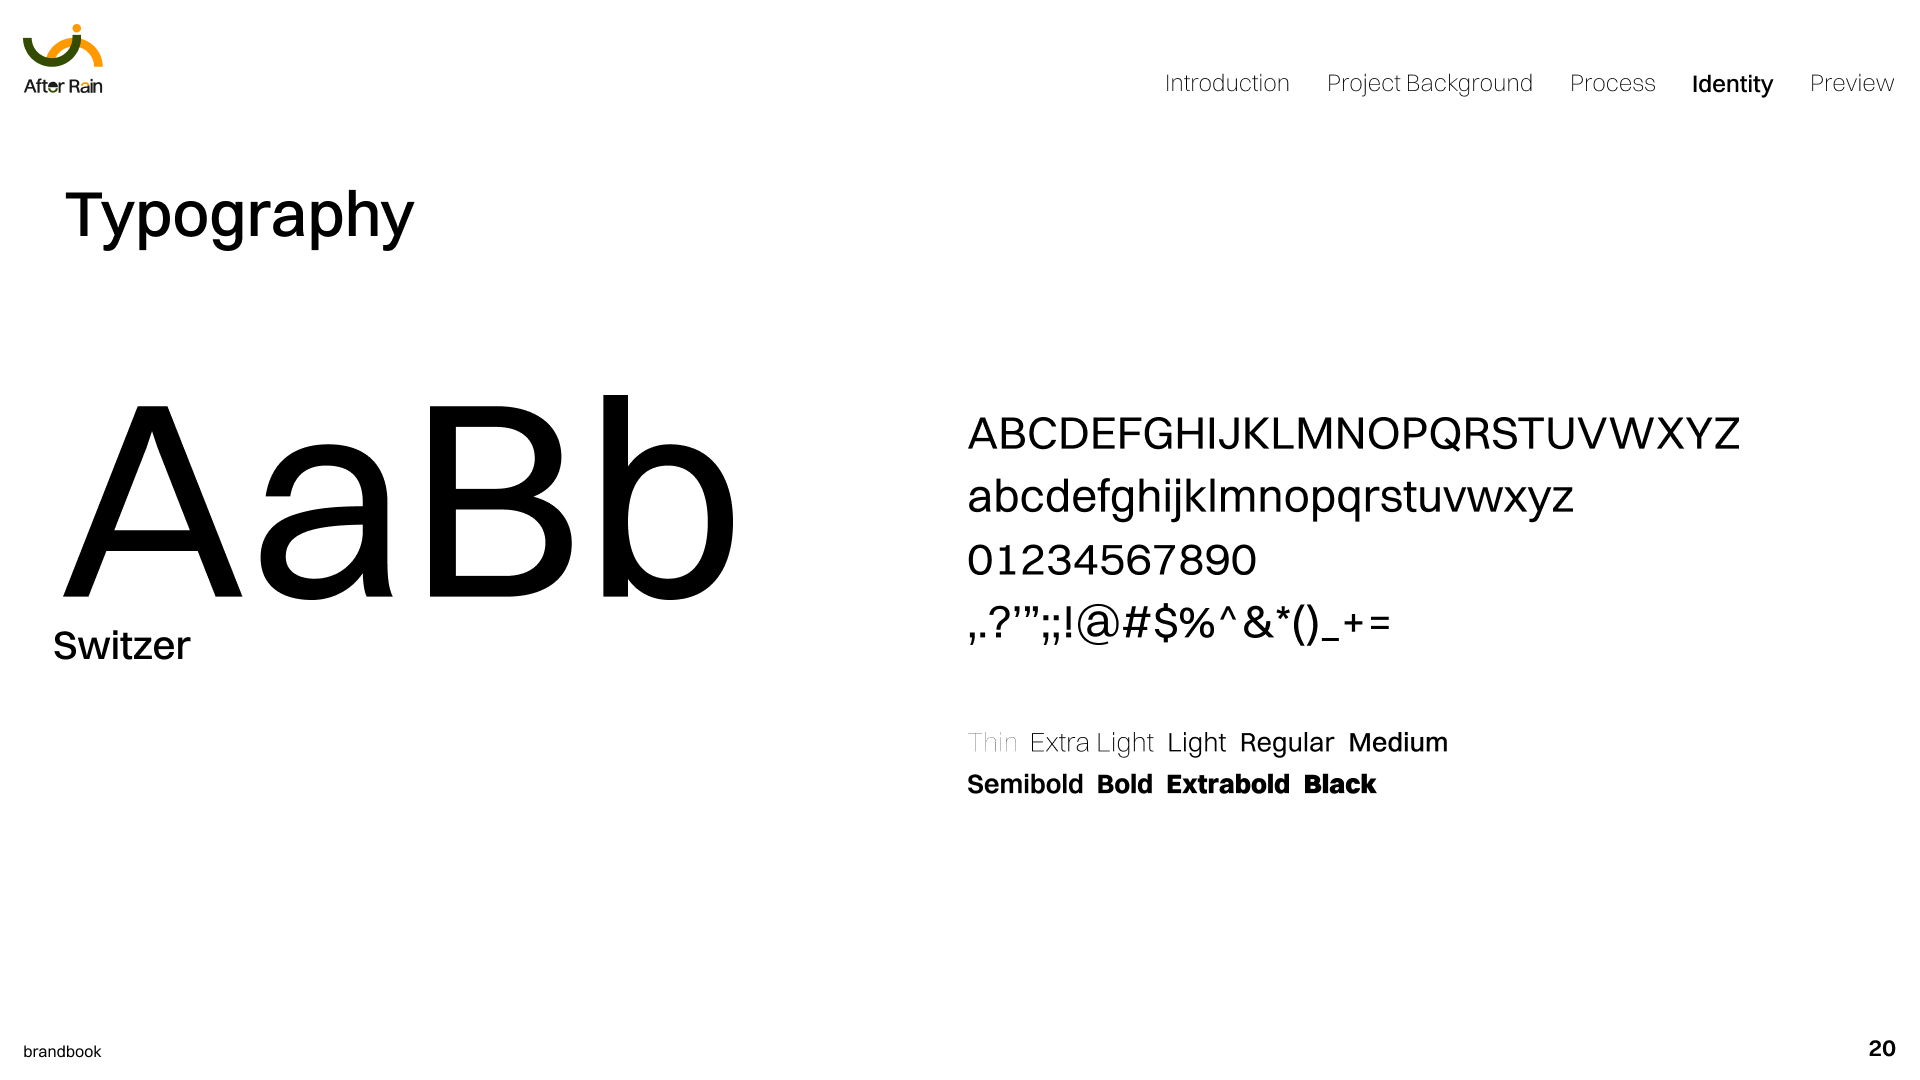 After Rain
Introduction Project Background Process Identity Preview
Typography
AaBb
Switzer
ABCDEFGHIJKLMNOPQRSTUVWXYZ
abcdefghijklmnopqrstuvwxyz
01234567890
,.?’”;;!@#$%^&*()_+=
Thin Extra Light Light Regular Medium
Semibold Bold Extrabold Black
brandbook
20